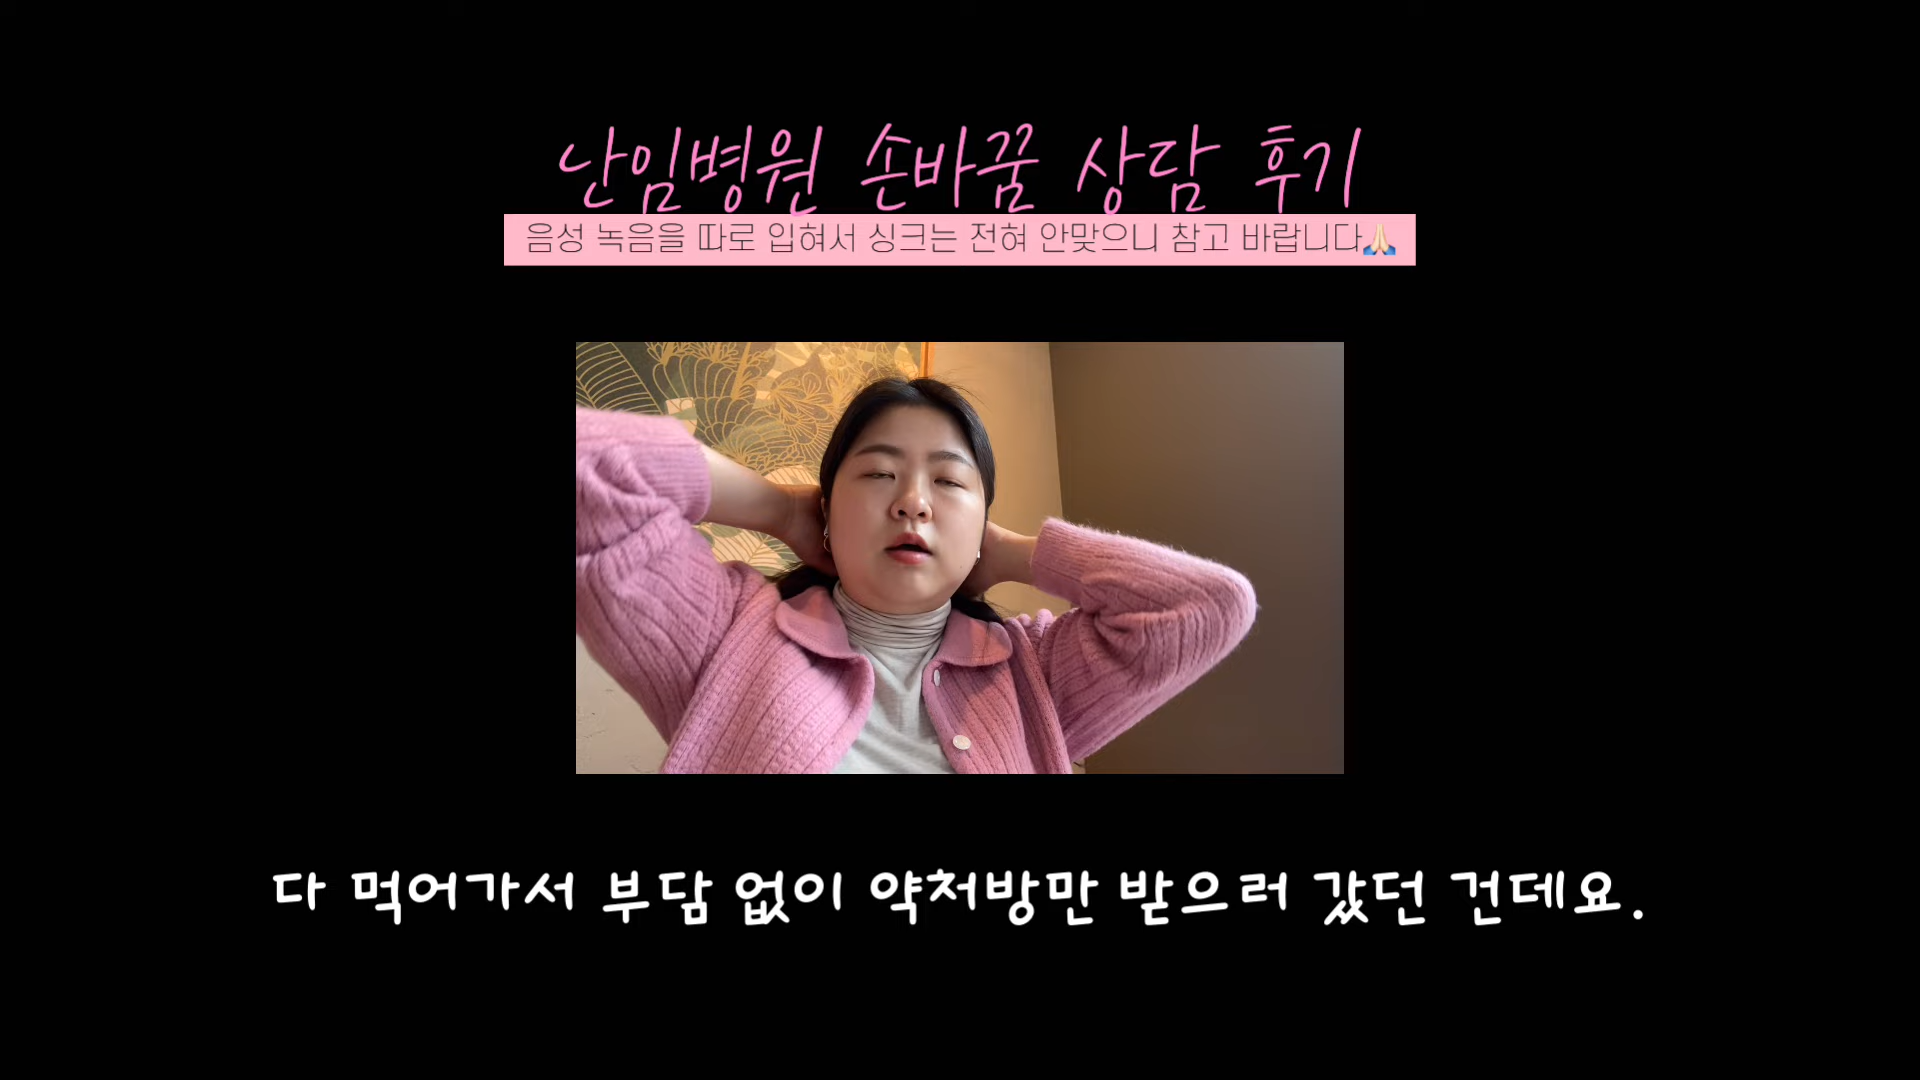 난임병원 손바꿈 상담 후기
음성 녹음을 따로 입혀서 싱크는 전혀 안맞으니 참고 바랍니다🙏🏻
다 먹어가서 부담 없이 약처방만 받으러 갔던 건데요.